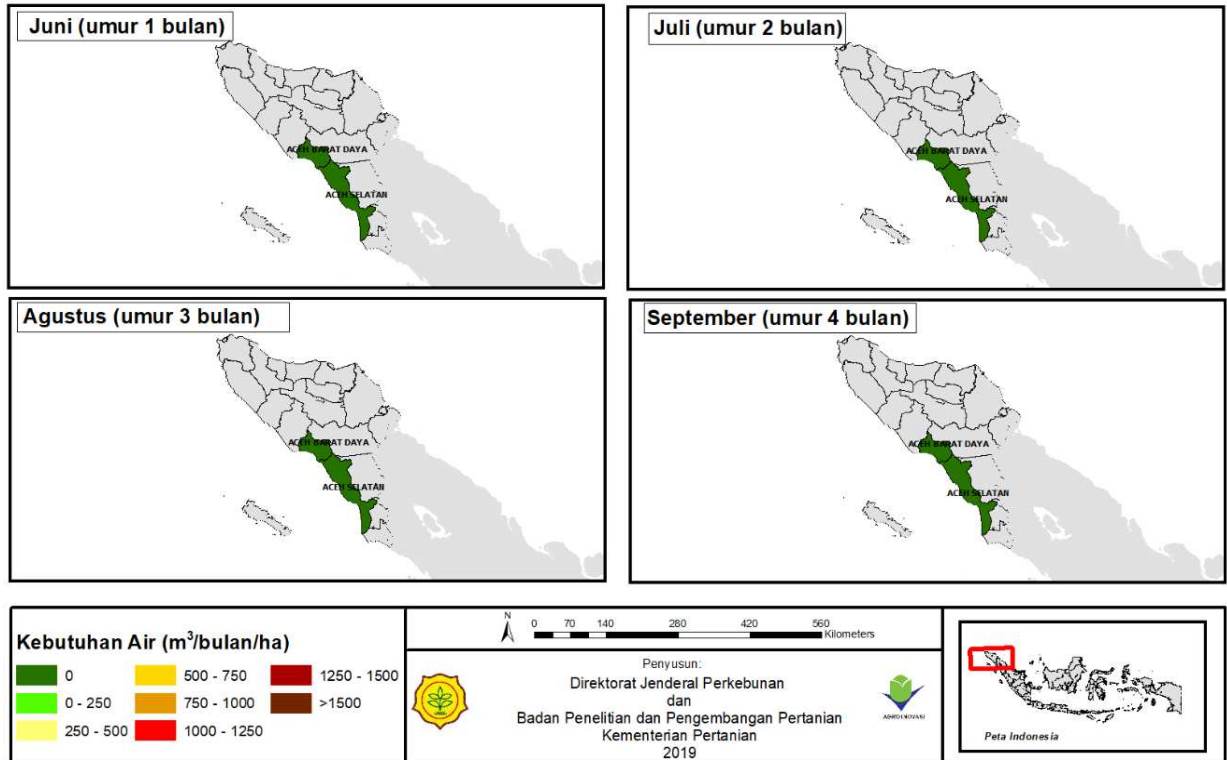 Juni (umur 1 bulan)
ACEH BARAT DAYA
ACEH SELATAN
Juli (umur 2 bulan)
ACEH BARAT DAYA
ACEH SELATAN
Agustus (umur 3 bulan)
ACEH BARAT DAYA
ACEH SELATAN
September (umur 4 bulan)
ACEH BARAT DAYA
ACEH SELATAN
Kebutuhan Air (m³/bulan/ha)
0
0 - 250
250 - 500
500 - 750
750 - 1000
1000 - 1250
1250 - 1500
>1500
N
0 70 140 280 420 560
Kilometers
Penyusun:
Direktorat Jenderal Perkebunan
dan
Badan Penelitian dan Pengembangan Pertanian
Kementerian Pertanian
2019
AGRO INOVASI
Peta Indonesia